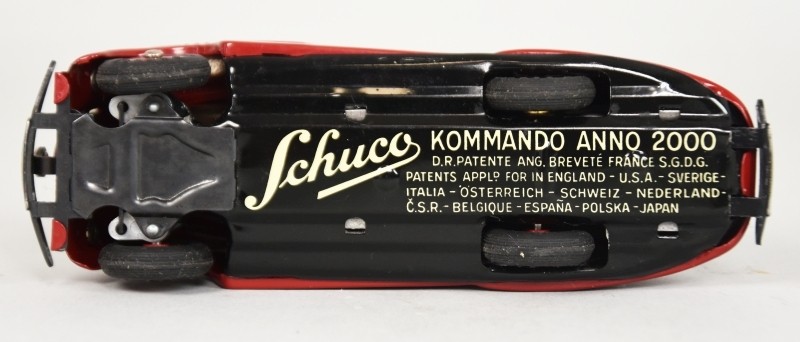 Schuco KOMMANDO ANNO 2000
D.R.PATENTE ANG. BREVETÉ FRANCE S.G.D.G.
PATENTS APPLD FOR IN ENGLAND - U.S.A. - SVERIGE-
ITALIA - ÖSTERREICH - SCHWEIZ - NEDERLAND-
Č.S.R. - BELGIQUE - ESPAÑA - POLSKA - JAPAN